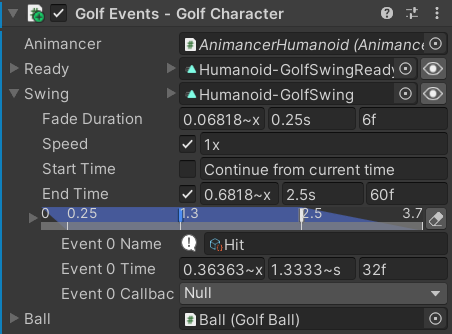 Golf Events - Golf Character
Animancer AnimancerHumanoid (Animanc
Ready Humanoid-GolfSwingReady
Swing Humanoid-GolfSwing
Fade Duration 0.06818~x 0.25s 6f
Speed 1x
Start Time Continue from current time
End Time 0.6818~x 2.5s 60f
0 0.25 1.3 2.5 3.7
Event 0 Name Hit
Event 0 Time 0.36363~x 1.3333~s 32f
Event 0 Callbac Null
Ball Ball (Golf Ball)